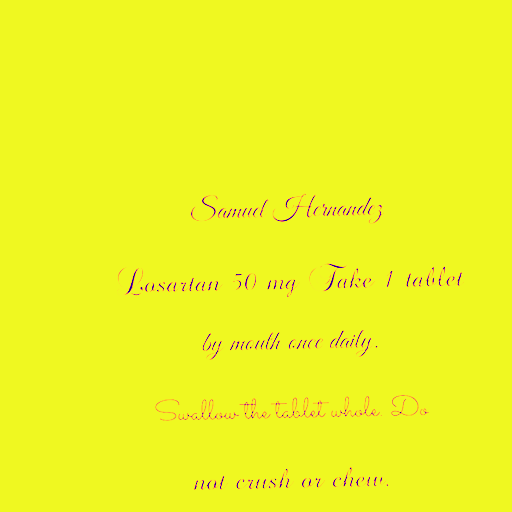 Samuel Hernandez
Losartan 50 mg Take 1 tablet
by mouth once daily.
Swallow the tablet whole. Do
not crush or chew.